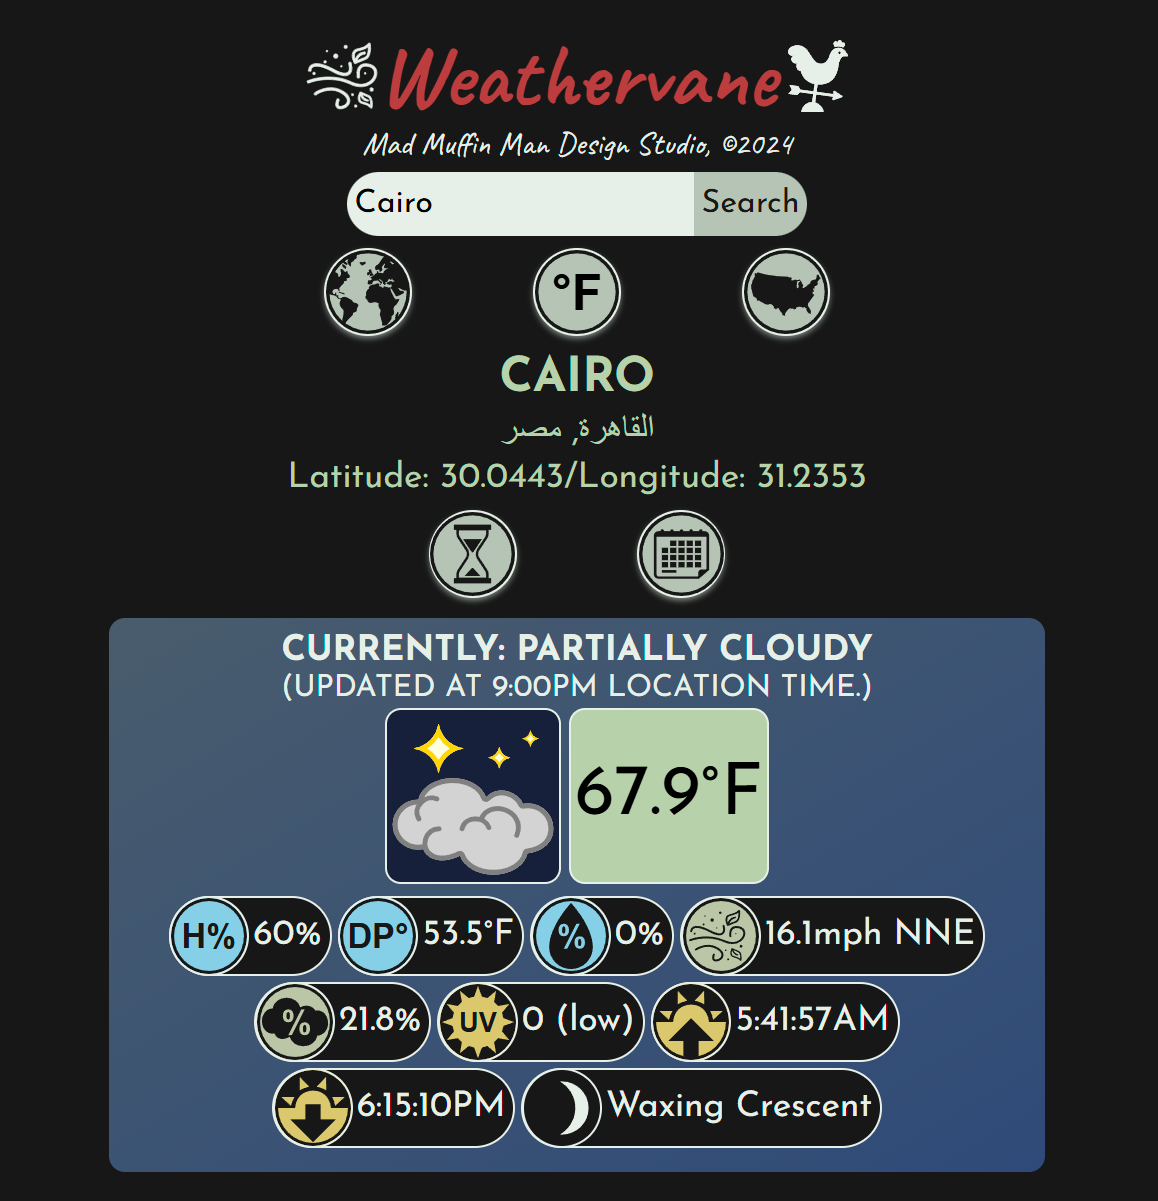 Weathervane
Mad Muffin Man Design Studio, ©2024
Cairo Search
°F
CAIRO
القاهرة, مصر
Latitude: 30.0443/Longitude: 31.2353
CURRENTLY: PARTIALLY CLOUDY
(UPDATED AT 9:00PM LOCATION TIME.)
67.9°F
H% 60% DP° 53.5°F % 0% 16.1mph NNE
% 21.8% UV 0 (low) 5:41:57AM
6:15:10PM Waxing Crescent